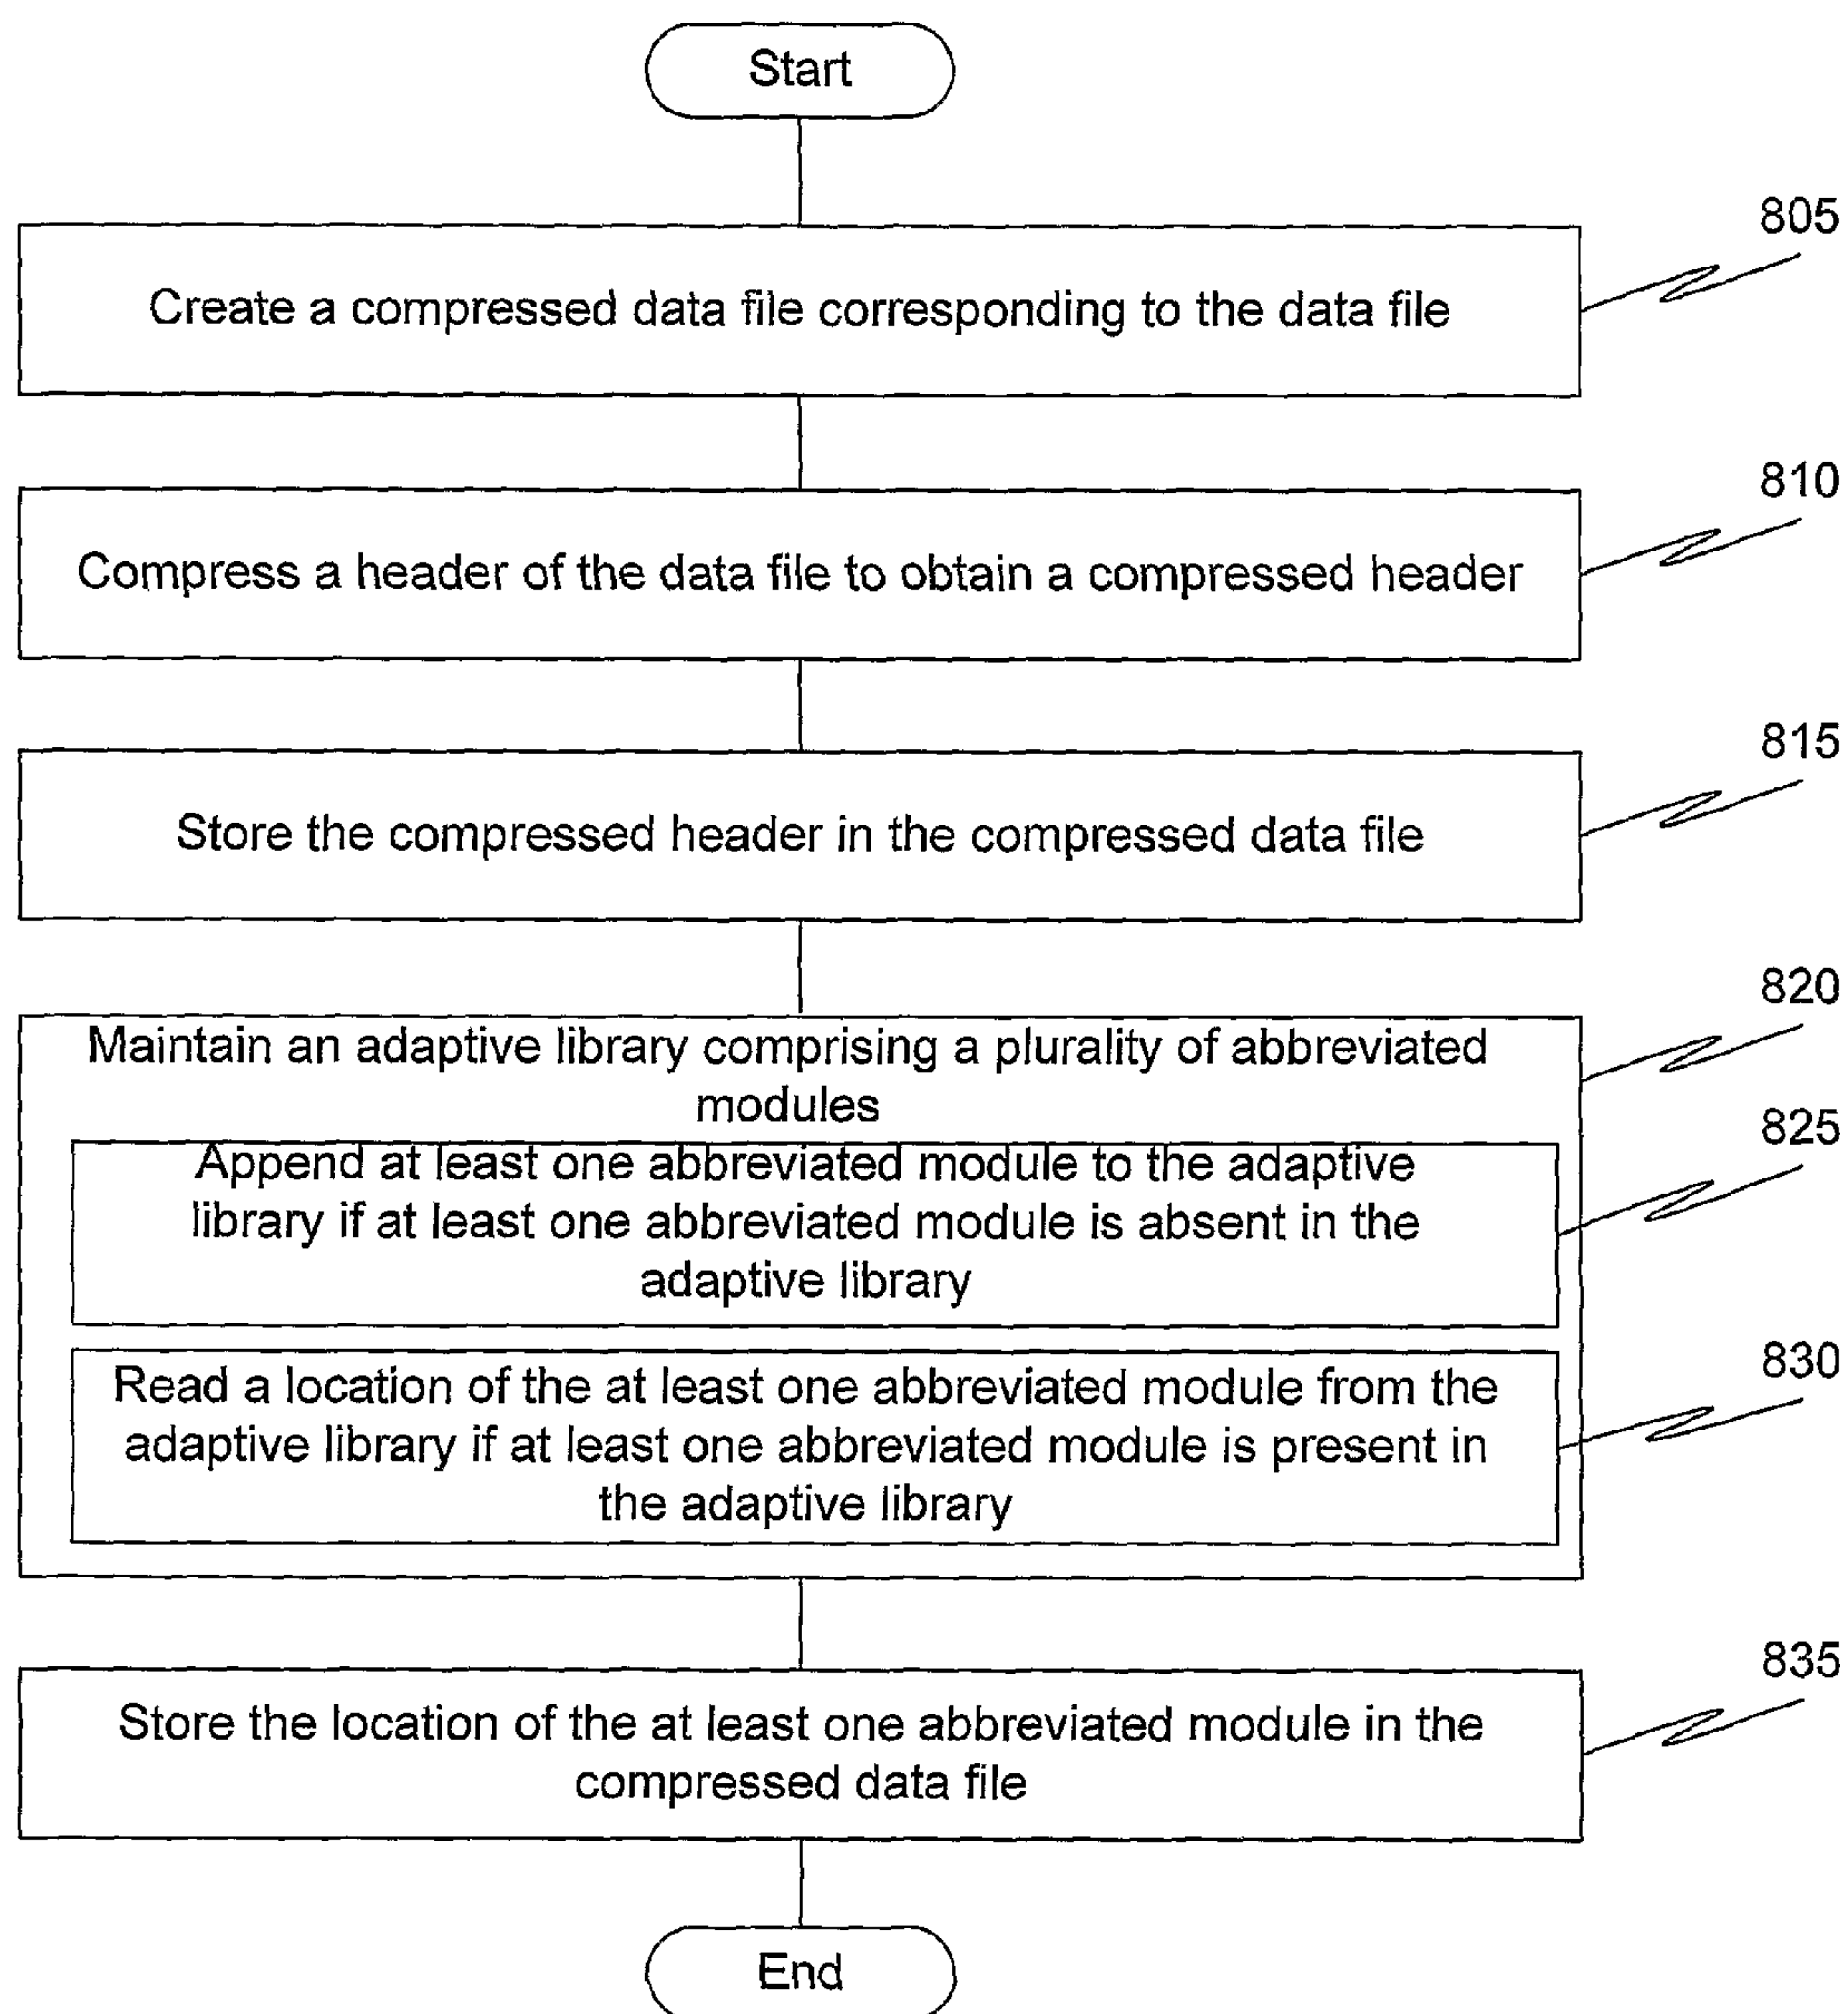 Start
805
Create a compressed data file corresponding to the data file
810
Compress a header of the data file to obtain a compressed header
815
Store the compressed header in the compressed data file
820
Maintain an adaptive library comprising a plurality of abbreviated
modules
825
Append at least one abbreviated module to the adaptive
library if at least one abbreviated module is absent in the
adaptive library
830
Read a location of the at least one abbreviated module from the
adaptive library if at least one abbreviated module is present in
the adaptive library
835
Store the location of the at least one abbreviated module in the
compressed data file
End